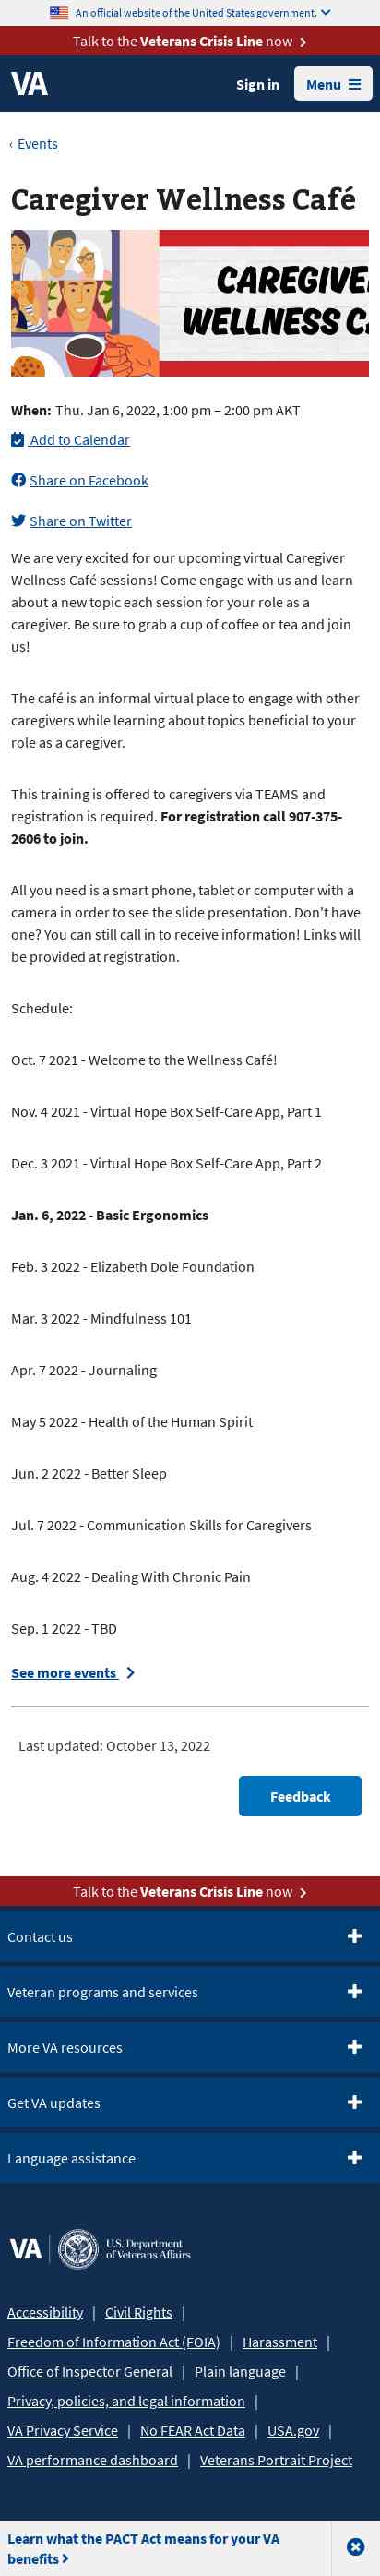 An official website of the United States government.
Talk to the Veterans Crisis Line now
VA
Sign in
Menu
‹ Events
Caregiver Wellness Café
CAREGIVER
WELLNESS C
When: Thu. Jan 6, 2022, 1:00 pm – 2:00 pm AKT
Add to Calendar
Share on Facebook
Share on Twitter
We are very excited for our upcoming virtual Caregiver
Wellness Café sessions! Come engage with us and learn
about a new topic each session for your role as a
caregiver. Be sure to grab a cup of coffee or tea and join
us!
The café is an informal virtual place to engage with other
caregivers while learning about topics beneficial to your
role as a caregiver.
This training is offered to caregivers via TEAMS and
registration is required. For registration call 907-375-
2606 to join.
All you need is a smart phone, tablet or computer with a
camera in order to see the slide presentation. Don't have
one? You can still call in to receive information! Links will
be provided at registration.
Schedule:
Oct. 7 2021 - Welcome to the Wellness Café!
Nov. 4 2021 - Virtual Hope Box Self-Care App, Part 1
Dec. 3 2021 - Virtual Hope Box Self-Care App, Part 2
Jan. 6, 2022 - Basic Ergonomics
Feb. 3 2022 - Elizabeth Dole Foundation
Mar. 3 2022 - Mindfulness 101
Apr. 7 2022 - Journaling
May 5 2022 - Health of the Human Spirit
Jun. 2 2022 - Better Sleep
Jul. 7 2022 - Communication Skills for Caregivers
Aug. 4 2022 - Dealing With Chronic Pain
Sep. 1 2022 - TBD
See more events
Last updated: October 13, 2022
Feedback
Talk to the Veterans Crisis Line now
Contact us
Veteran programs and services
More VA resources
Get VA updates
Language assistance
VA | U.S. Department
of Veterans Affairs
Accessibility | Civil Rights |
Freedom of Information Act (FOIA) | Harassment |
Office of Inspector General | Plain language |
Privacy, policies, and legal information |
VA Privacy Service | No FEAR Act Data | USA.gov |
VA performance dashboard | Veterans Portrait Project
Learn what the PACT Act means for your VA
benefits